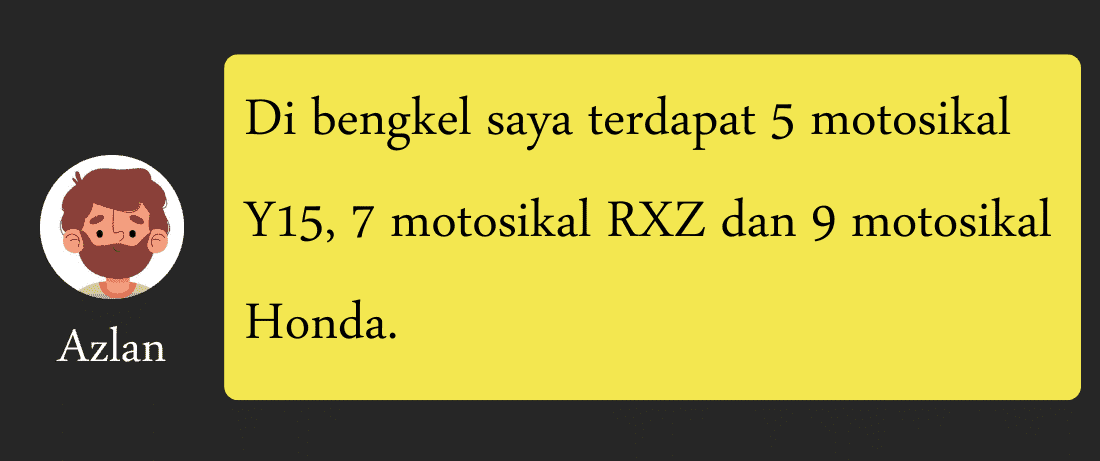 Di bengkel saya terdapat 5 motosikal
Y15, 7 motosikal RXZ dan 9 motosikal
Honda.
Azlan